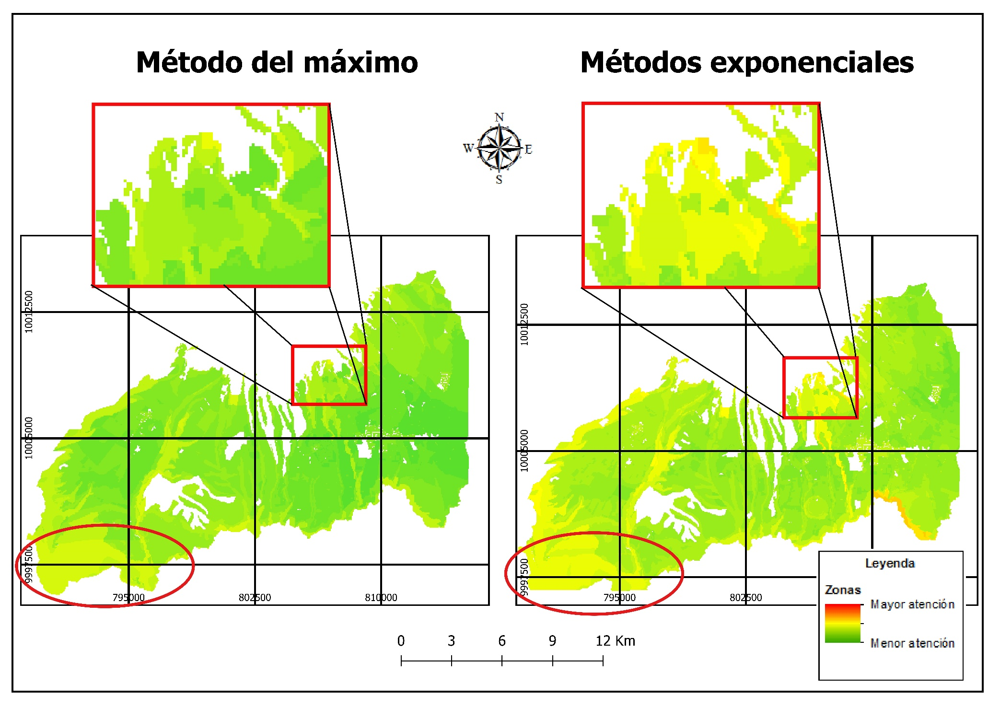 Método del máximo
Métodos exponenciales
N
W
E
S
10012500
10005000
9997500
795000
802500
810000
10012500
10005000
9997500
795000
802500
Leyenda
Zonas
Mayor atención
Menor atención
0 3 6 9 12 Km